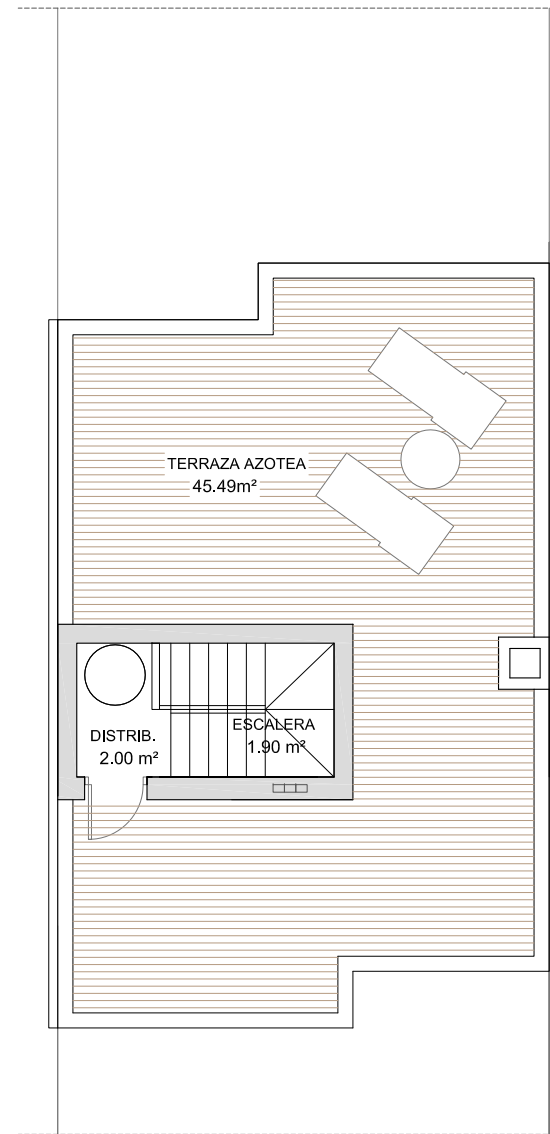 TERRAZA AZOTEA
45.49m²
DISTRIB.
2.00 m²
ESCALERA
1.90 m²